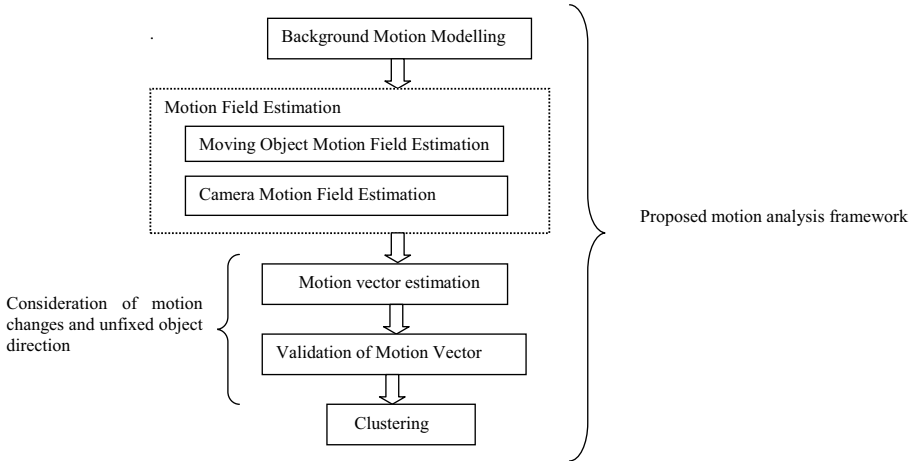 Background Motion Modelling
Motion Field Estimation
Moving Object Motion Field Estimation
Camera Motion Field Estimation
Proposed motion analysis framework
Motion vector estimation
Consideration of motion
changes and unfixed object
direction
Validation of Motion Vector
Clustering